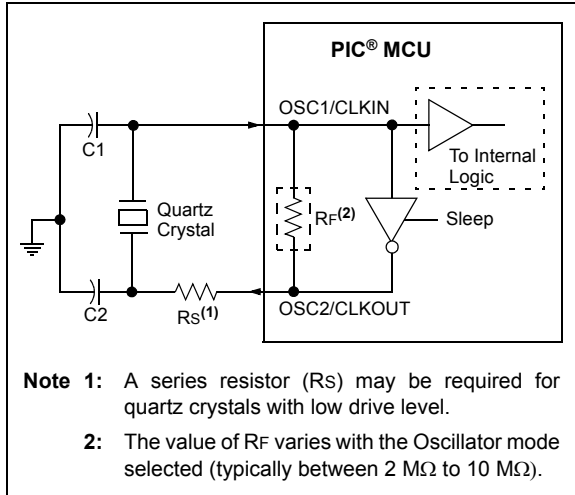 PIC® MCU
OSC1/CLKIN
C1
To Internal
Logic
Quartz
Crystal
RF(2)
Sleep
C2
RS(1)
OSC2/CLKOUT
Note 1: A series resistor (RS) may be required for
quartz crystals with low drive level.
2: The value of RF varies with the Oscillator mode
selected (typically between 2 MΩ to 10 MΩ).